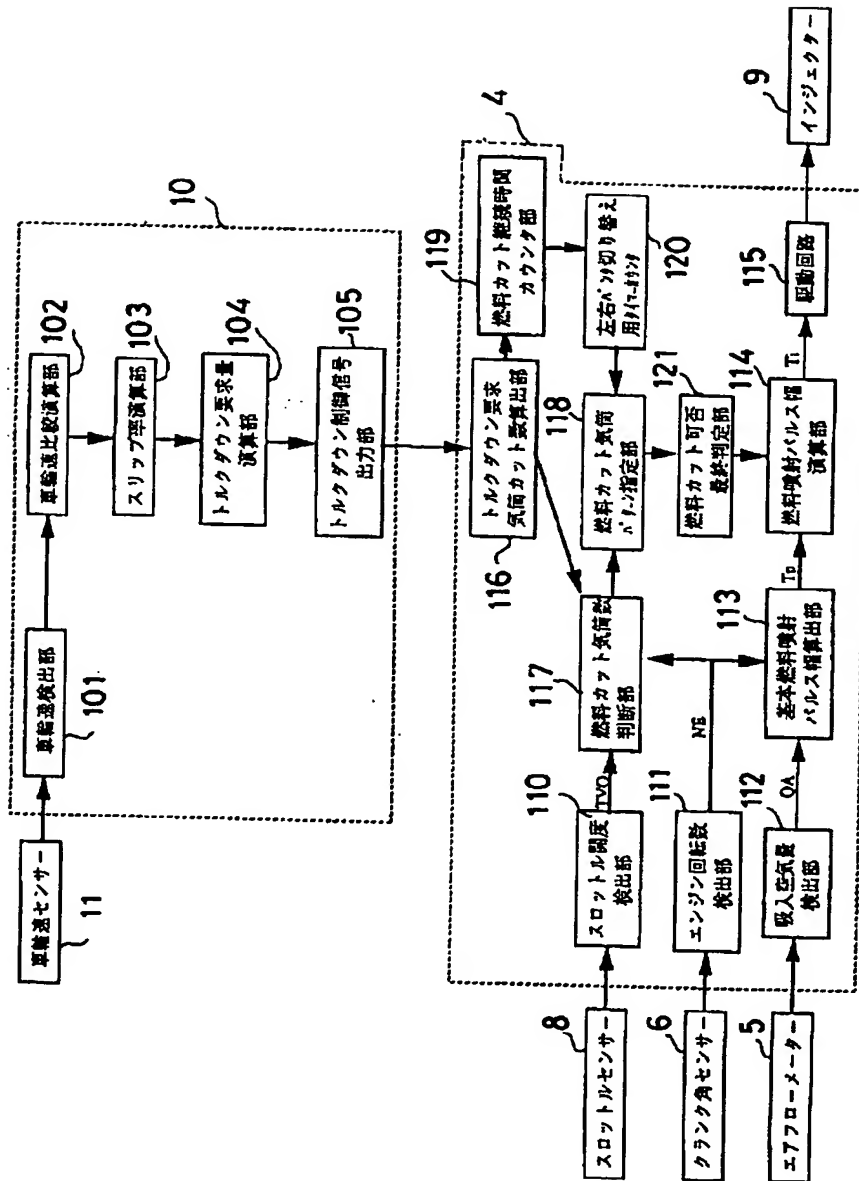 車輪速センサー
11
車輪速検出部
101
車輪速比較演算部
102
スリップ率演算部
103
トルクダウン要求量
演算部
104
トルクダウン制御信号
出力部
105
10
4
スロットルセンサー
8
クランク角センサー
6
エアフローメーター
5
スロットル開度
検出部
110
TVO
エンジン回転数
検出部
111
NE
吸入空気量
検出部
112
QA
トルクダウン要求
気筒カット数算出部
116
燃料カット気筒数
判断部
117
燃料カット気筒
パターン指定部
118
燃料カット継続時間
カウンタ部
119
左右バンク切り替え
用タイマーカウンタ
120
燃料カット可否
最終判定部
121
基本燃料噴射
パルス幅算出部
113
燃料噴射パルス幅
演算部
114
Ti
駆動回路
115
インジェクター
9